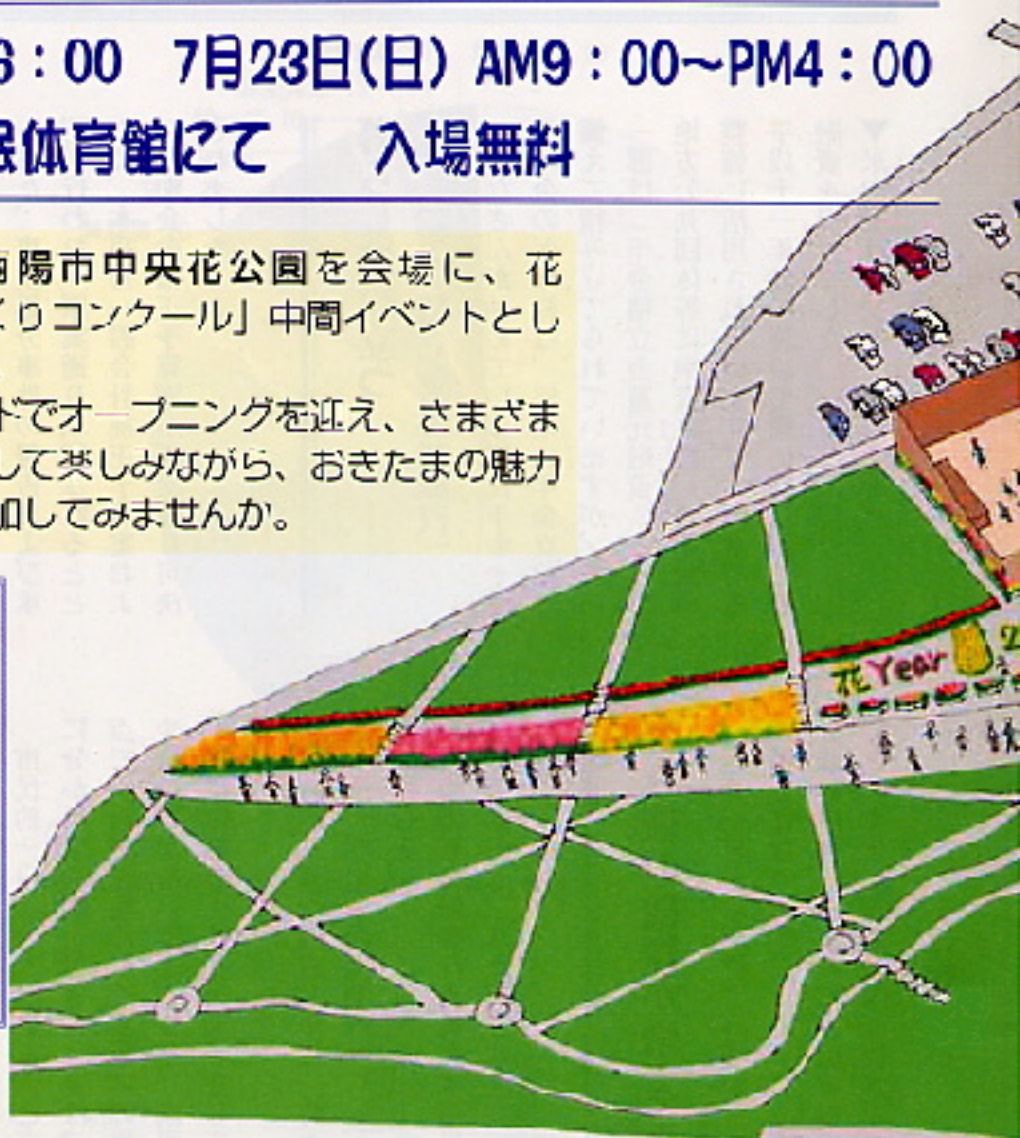 6：00　7月23日(日) AM9：00～PM4：00
民体育館にて　入場無料
南陽市中央花公園を会場に、花
くりコンクール』中間イベントとし
ドでオープニングを迎え、さまざま
して楽しみながら、おきたまの魅力
加してみませんか。
花Year